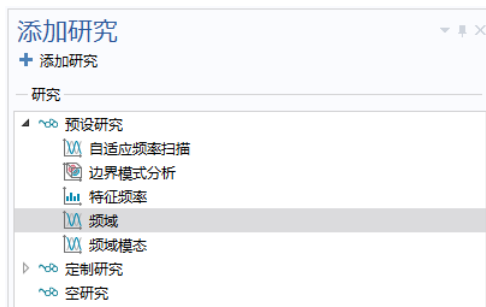 添加研究
添加研究
研究
预设研究
自适应频率扫描
边界模式分析
特征频率
频域
频域模态
定制研究
空研究